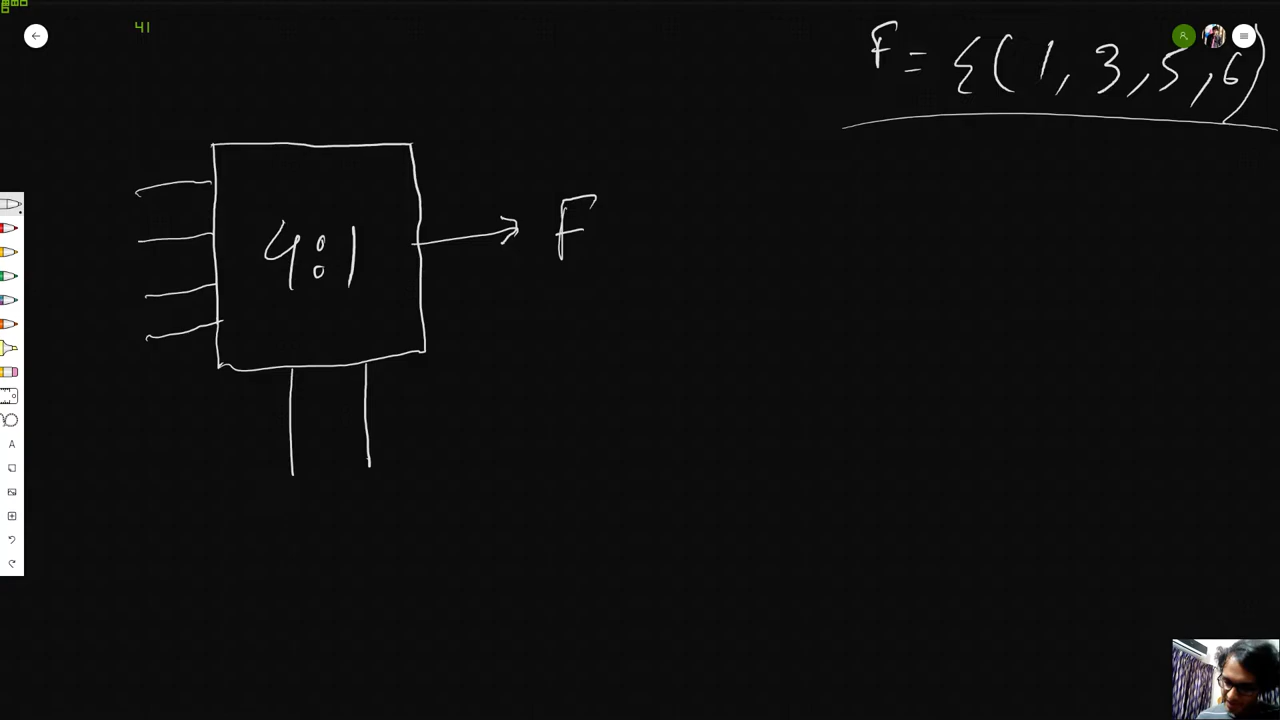 41
F = Σ(1, 3, 5, 6)
4:1 → F
A